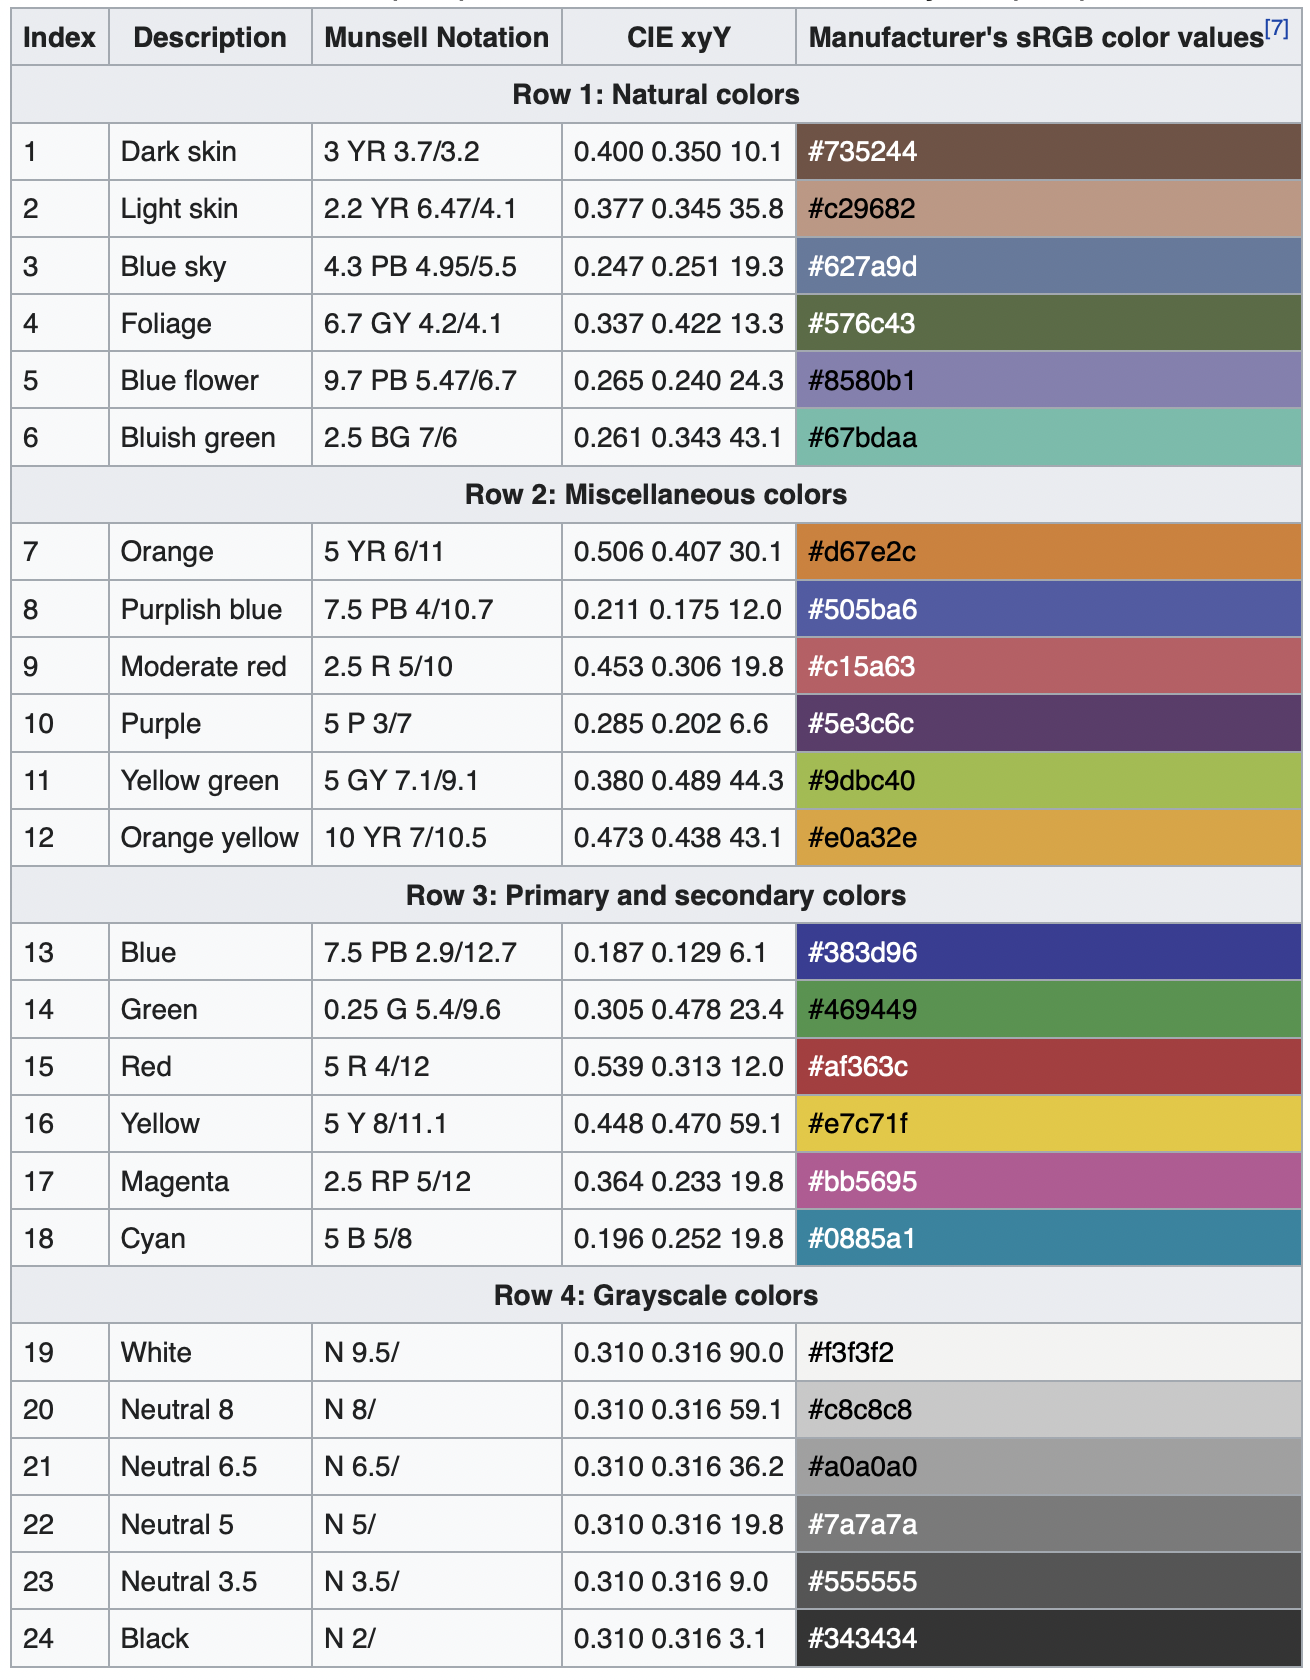 Index Description Munsell Notation CIE xyY Manufacturer's sRGB color values[7]
Row 1: Natural colors
1 Dark skin 3 YR 3.7/3.2 0.400 0.350 10.1 #735244
2 Light skin 2.2 YR 6.47/4.1 0.377 0.345 35.8 #c29682
3 Blue sky 4.3 PB 4.95/5.5 0.247 0.251 19.3 #627a9d
4 Foliage 6.7 GY 4.2/4.1 0.337 0.422 13.3 #576c43
5 Blue flower 9.7 PB 5.47/6.7 0.265 0.240 24.3 #8580b1
6 Bluish green 2.5 BG 7/6 0.261 0.343 43.1 #67bdaa
Row 2: Miscellaneous colors
7 Orange 5 YR 6/11 0.506 0.407 30.1 #d67e2c
8 Purplish blue 7.5 PB 4/10.7 0.211 0.175 12.0 #505ba6
9 Moderate red 2.5 R 5/10 0.453 0.306 19.8 #c15a63
10 Purple 5 P 3/7 0.285 0.202 6.6 #5e3c6c
11 Yellow green 5 GY 7.1/9.1 0.380 0.489 44.3 #9dbc40
12 Orange yellow 10 YR 7/10.5 0.473 0.438 43.1 #e0a32e
Row 3: Primary and secondary colors
13 Blue 7.5 PB 2.9/12.7 0.187 0.129 6.1 #383d96
14 Green 0.25 G 5.4/9.6 0.305 0.478 23.4 #469449
15 Red 5 R 4/12 0.539 0.313 12.0 #af363c
16 Yellow 5 Y 8/11.1 0.448 0.470 59.1 #e7c71f
17 Magenta 2.5 RP 5/12 0.364 0.233 19.8 #bb5695
18 Cyan 5 B 5/8 0.196 0.252 19.8 #0885a1
Row 4: Grayscale colors
19 White N 9.5/ 0.310 0.316 90.0 #f3f3f2
20 Neutral 8 N 8/ 0.310 0.316 59.1 #c8c8c8
21 Neutral 6.5 N 6.5/ 0.310 0.316 36.2 #a0a0a0
22 Neutral 5 N 5/ 0.310 0.316 19.8 #7a7a7a
23 Neutral 3.5 N 3.5/ 0.310 0.316 9.0 #555555
24 Black N 2/ 0.310 0.316 3.1 #343434